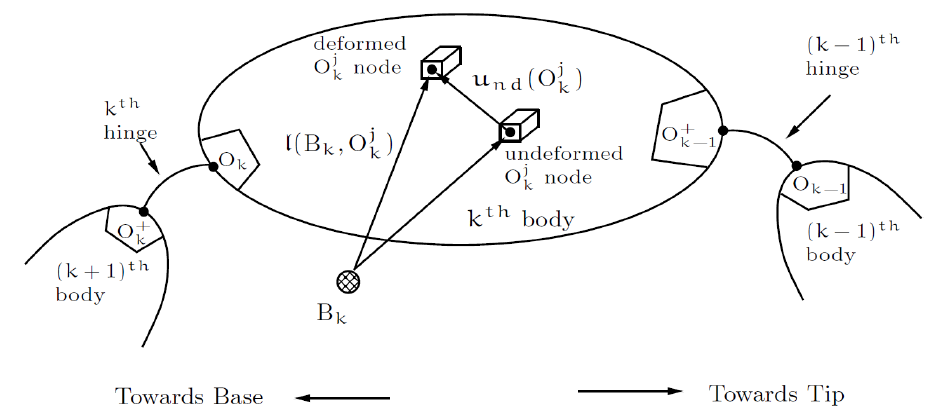 deformed
O_k^j node
u_nd(O_k^j)
(k − 1)^th
hinge
k^th
hinge
l(B_k, O_k^j)
O_k
O_{k−1}^+
undeformed
O_k^j node
k^th body
O_k^+
O_{k−1}
(k + 1)^th
body
(k − 1)^th
body
B_k
Towards Base
Towards Tip